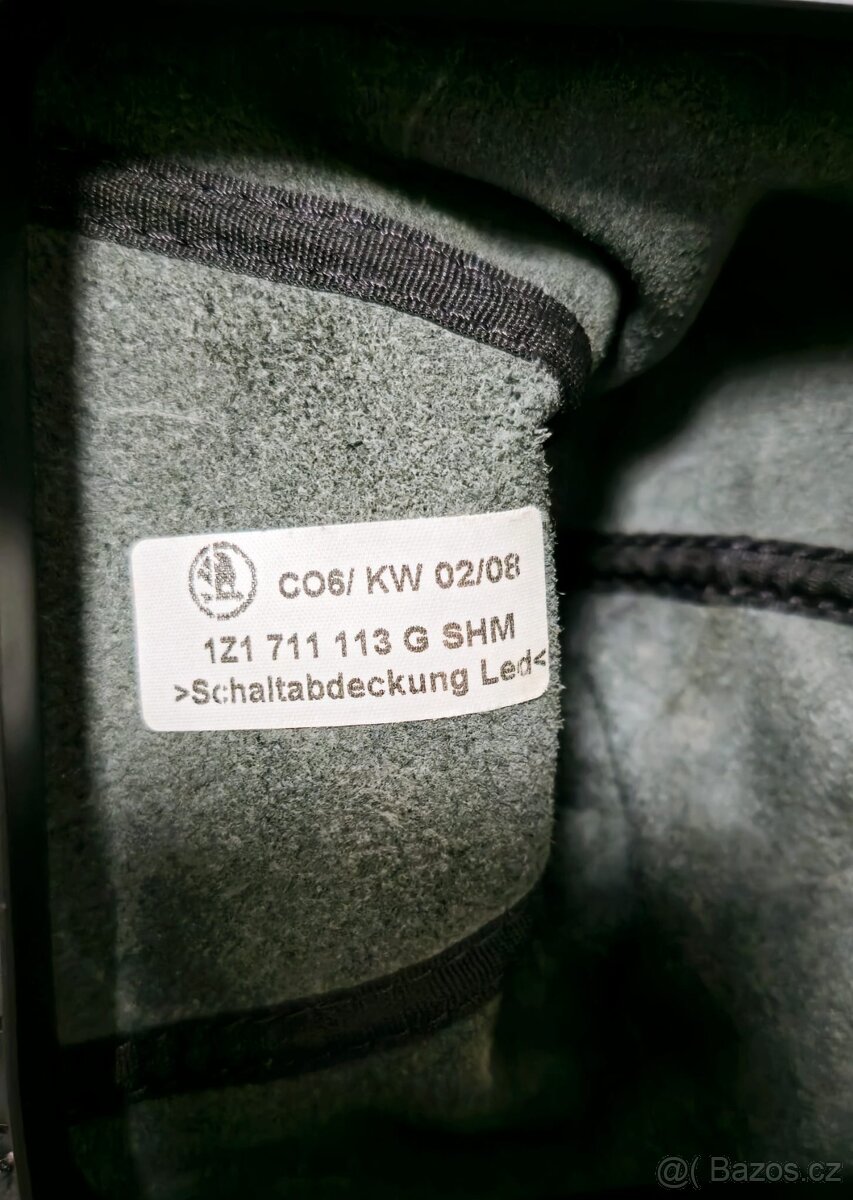 CO6/ KW 02/08
1Z1 711 113 G SHM
>Schaltabdeckung Led<
@( Bazos.cz